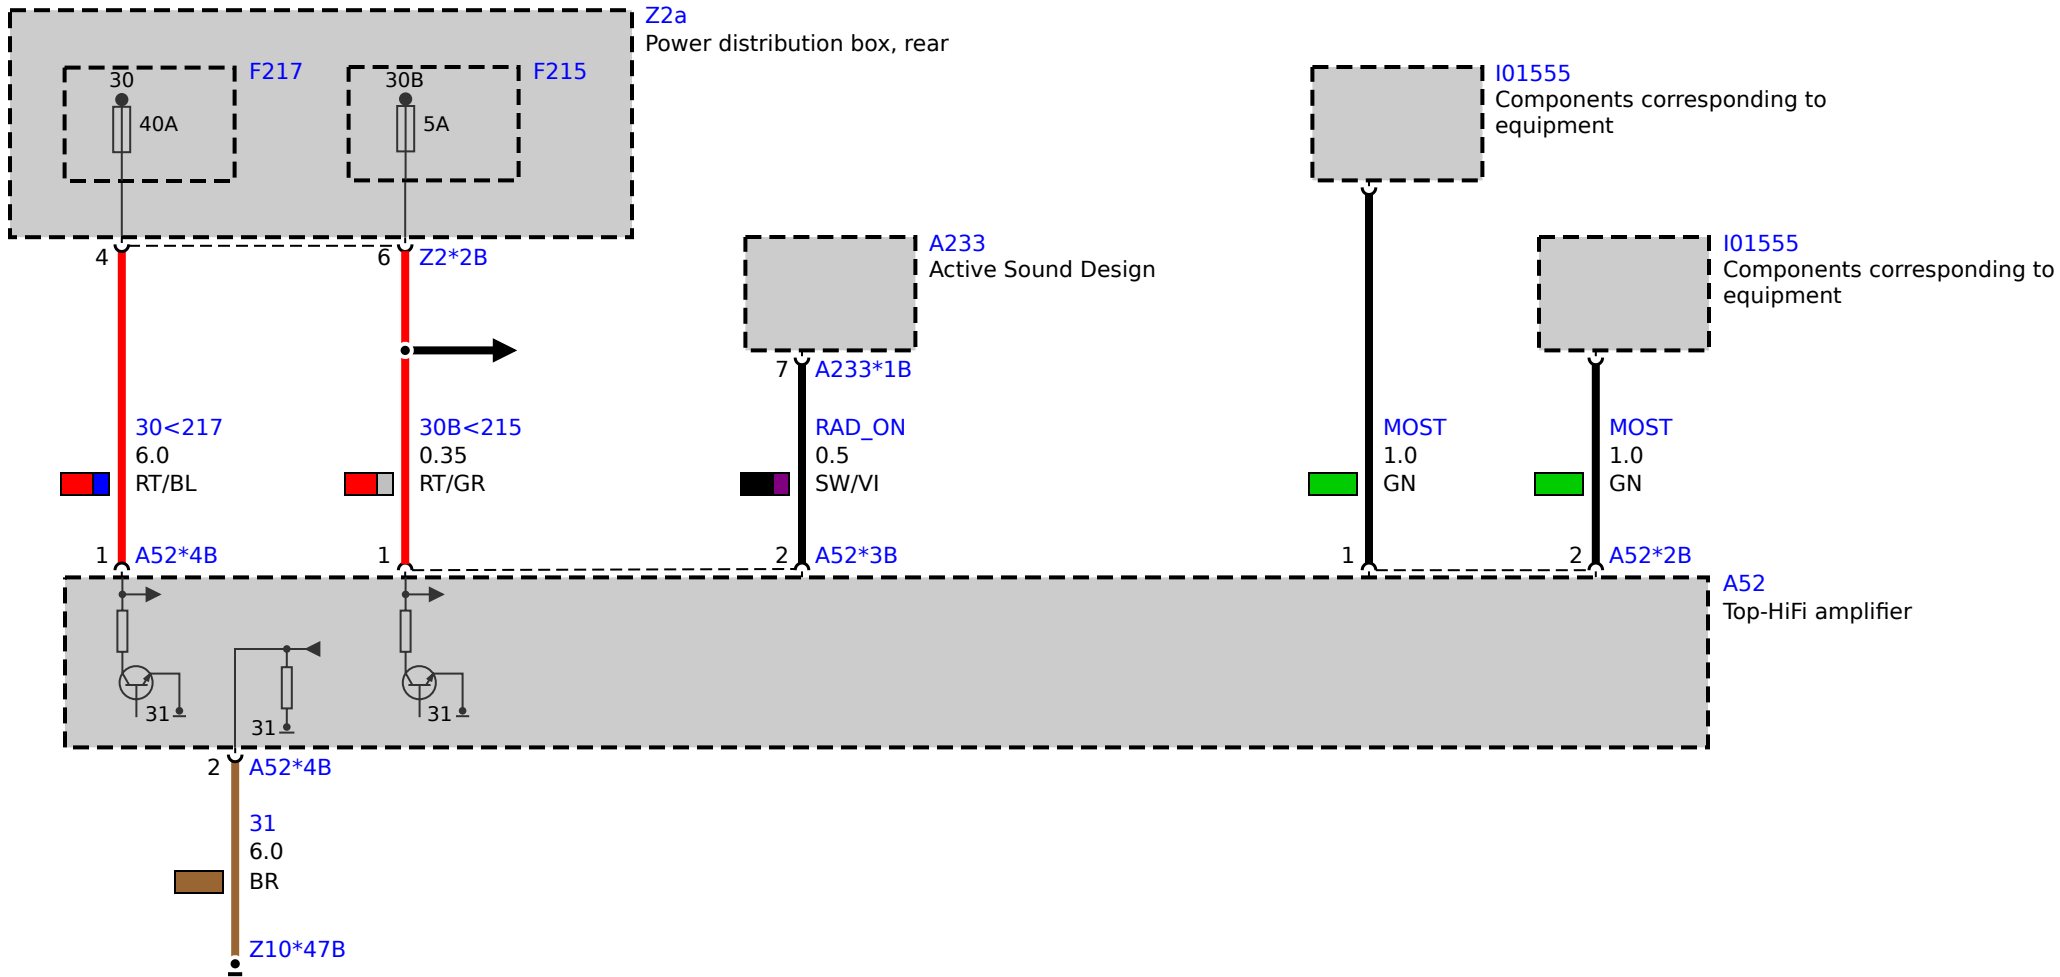 Z2a
Power distribution box, rear
30
F217
40A
30B
F215
5A
I01555
Components corresponding to
equipment
4
6
Z2*2B
A233
Active Sound Design
I01555
Components corresponding to
equipment
7
A233*1B
30<217
6.0
RT/BL
30B<215
0.35
RT/GR
RAD_ON
0.5
SW/VI
MOST
1.0
GN
MOST
1.0
GN
1
A52*4B
1
2
A52*3B
1
2
A52*2B
A52
Top-HiFi amplifier
31
31
31
2
A52*4B
31
6.0
BR
Z10*47B